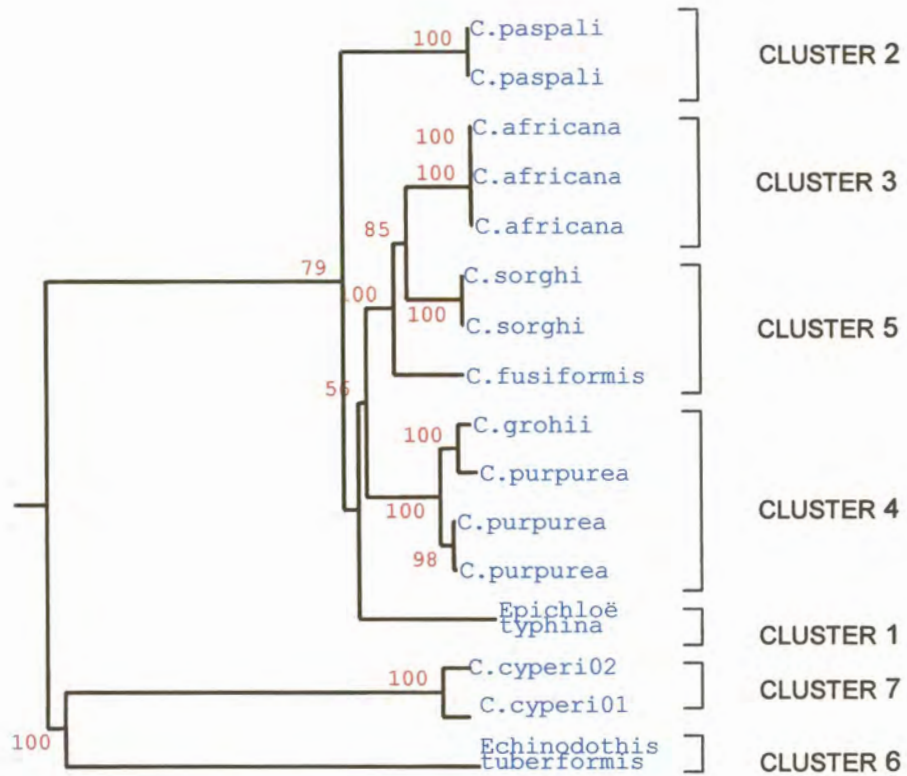 100 C.paspali
CLUSTER 2
C.paspali
C.africana
100
100 C.africana
CLUSTER 3
C.africana
85
79
C.sorghi
100
100 C.sorghi
CLUSTER 5
C.fusiformis
56
C.grohii
100
C.purpurea
CLUSTER 4
100
C.purpurea
98 C.purpurea
Epichloë
typhina
CLUSTER 1
C.cyperi02
100
CLUSTER 7
C.cyperi01
100
Echinodothis
tuberformis
CLUSTER 6